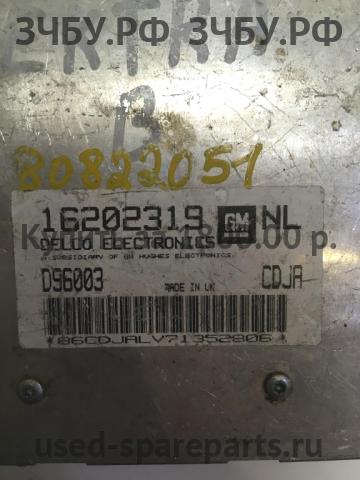 ЗЧБУ.РФ ЗЧБУ.РФ
B
80822051
16202319 GM NL
DELCO ELECTRONICS
A SUBSIDIARY OF GM HUGHES ELECTRONICS
D96003 MADE IN UK CDJA
*86CDJALV71352806*
used-spareparts.ru